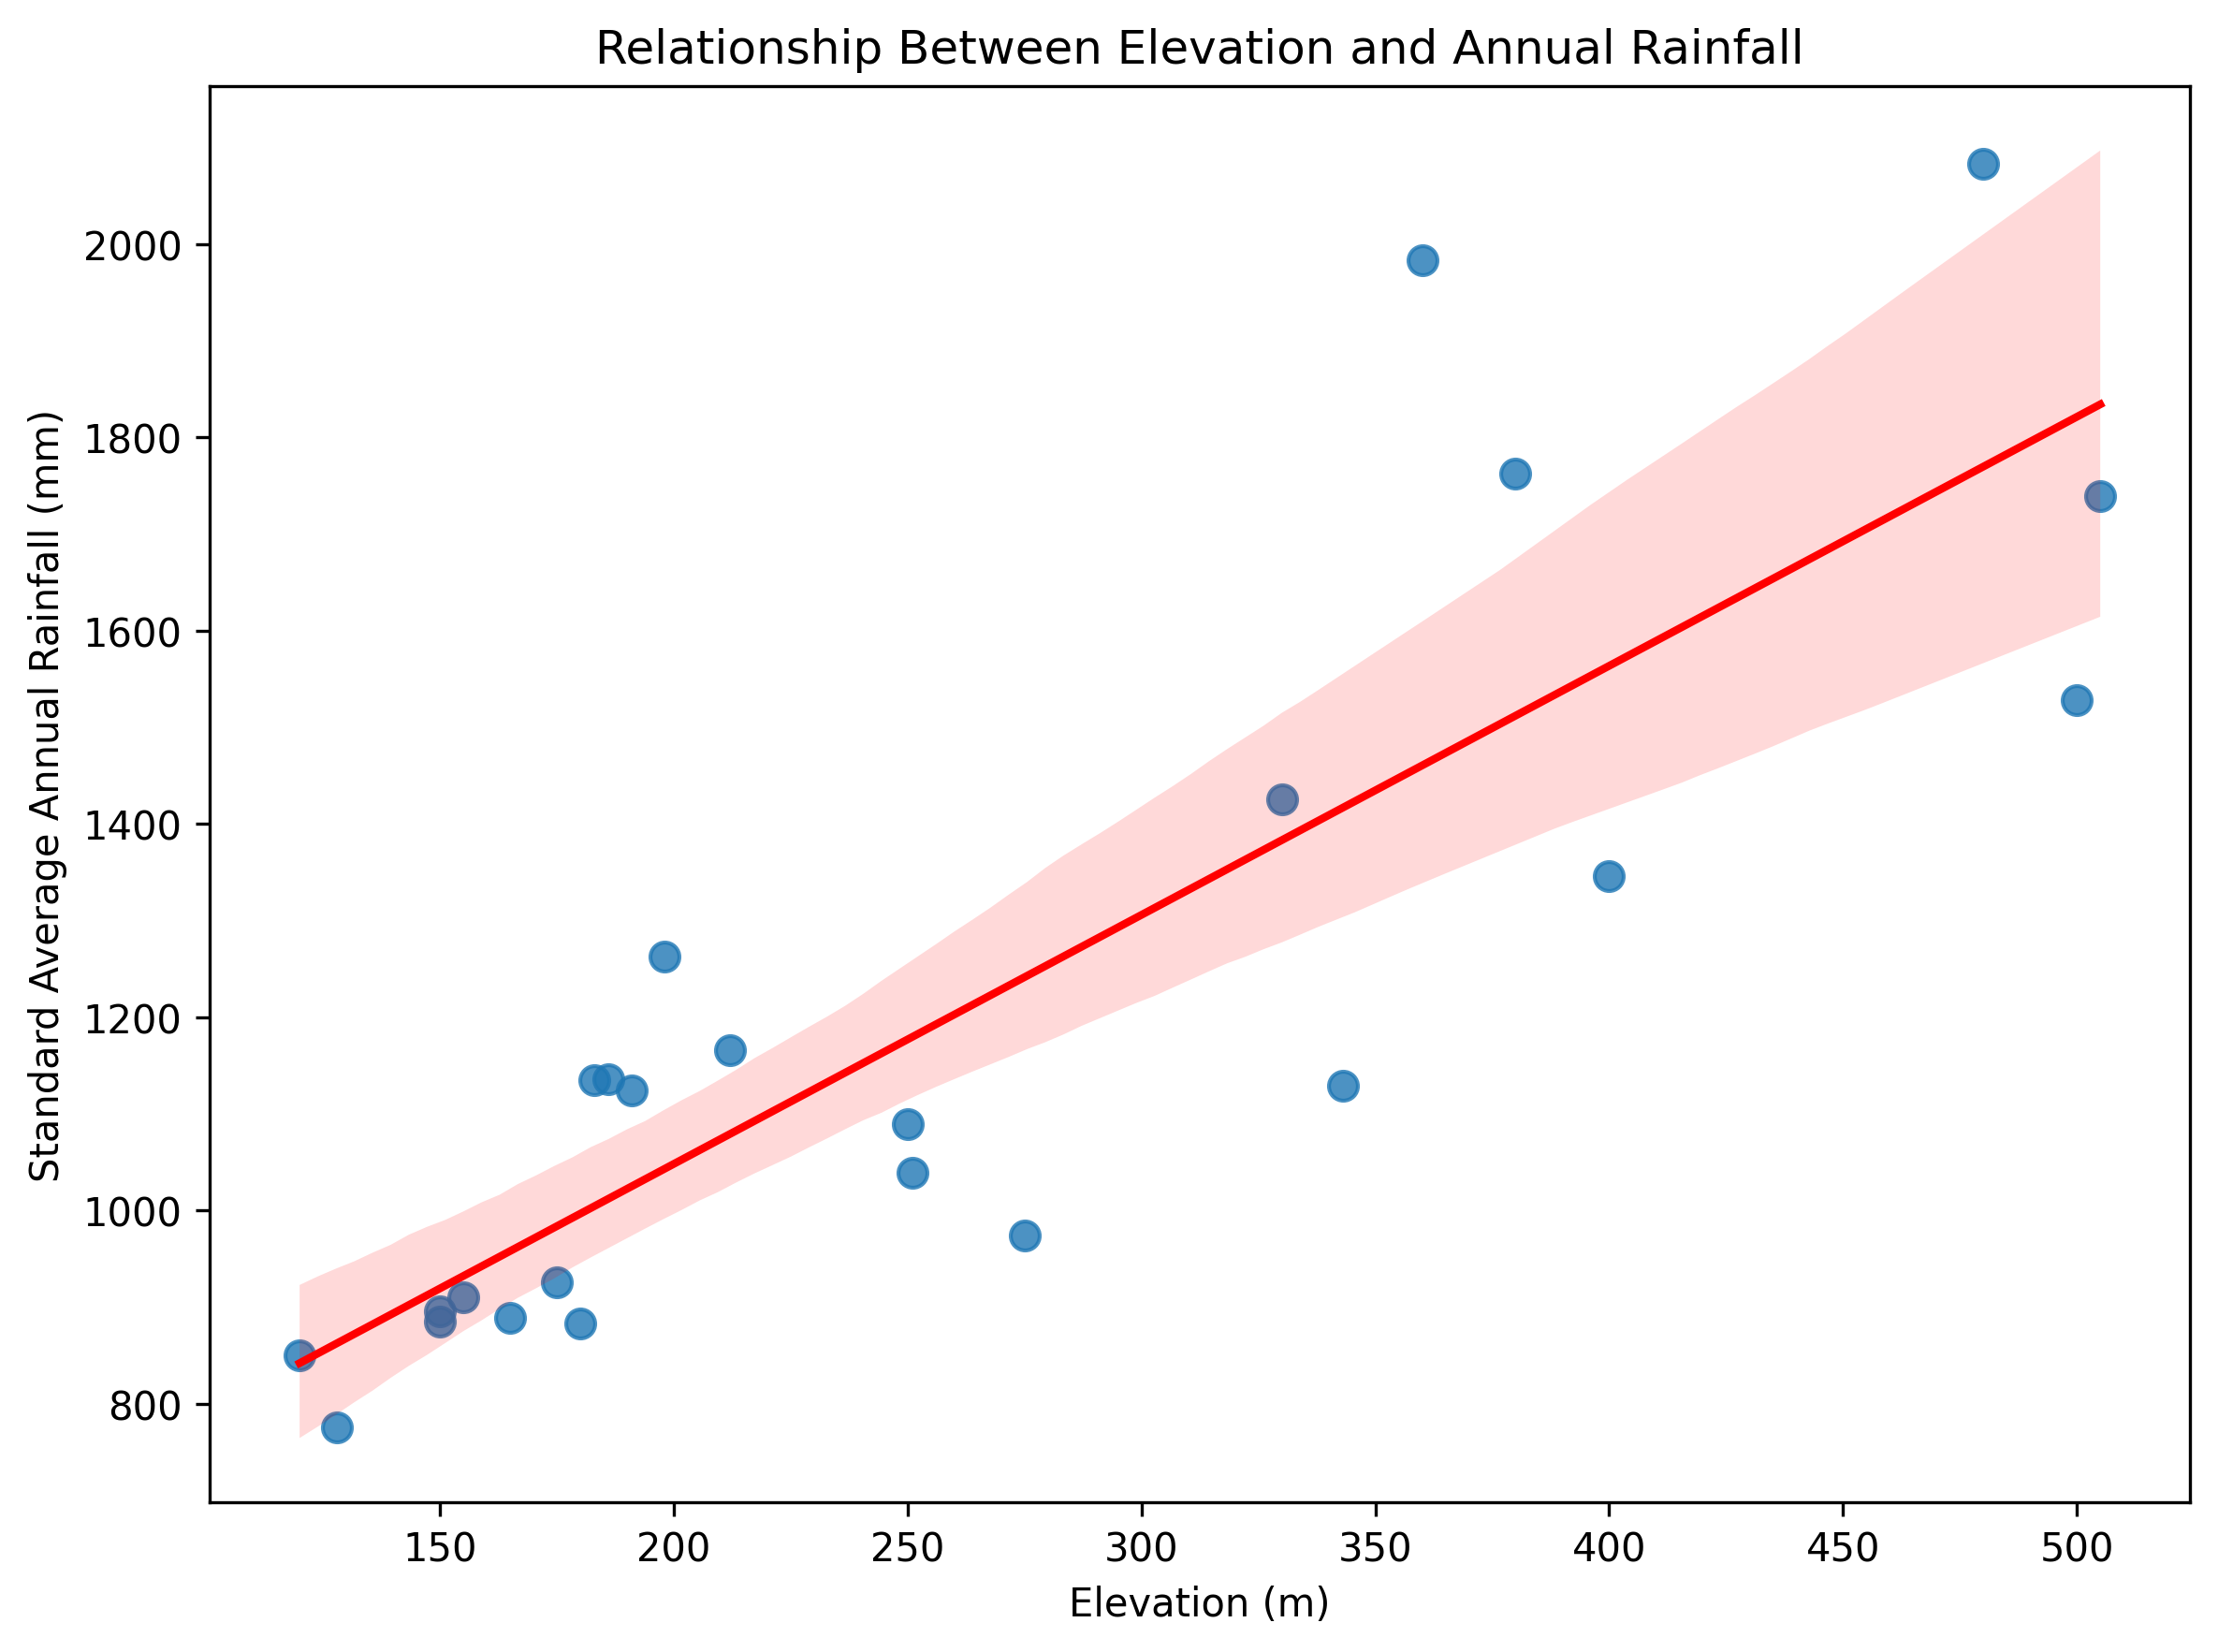 Relationship Between Elevation and Annual Rainfall
Standard Average Annual Rainfall (mm)
2000
1800
1600
1400
1200
1000
800
150 200 250 300 350 400 450 500
Elevation (m)